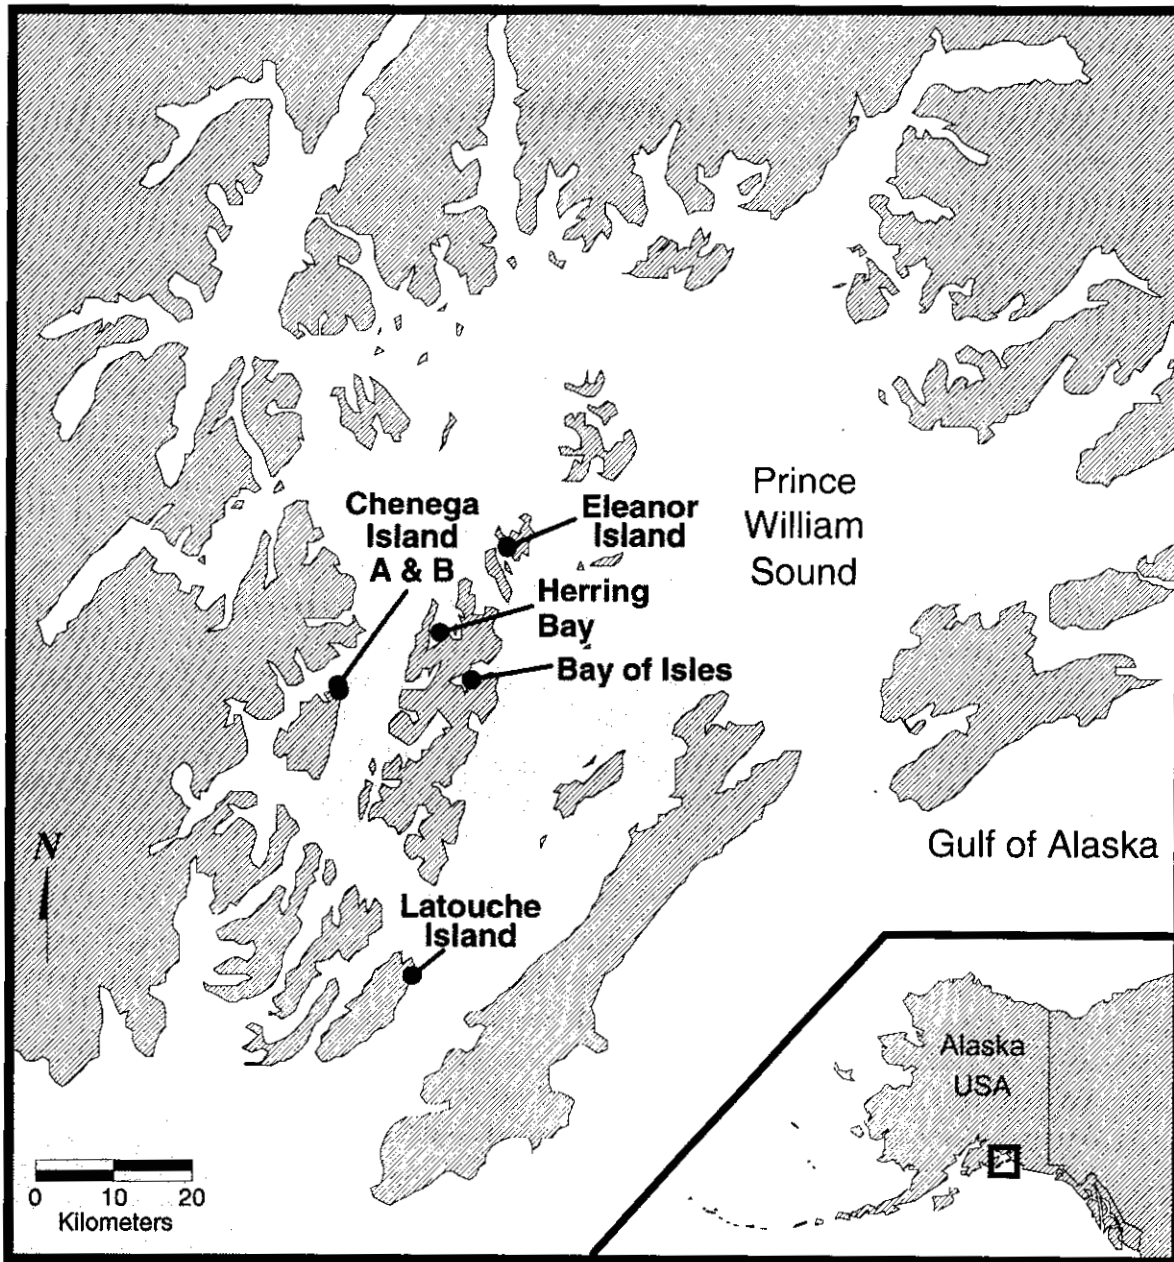 Prince
William
Sound
Chenega
Island
A & B
Eleanor
Island
Herring
Bay
Bay of Isles
Gulf of Alaska
N
Latouche
Island
Alaska
USA
0 10 20
Kilometers